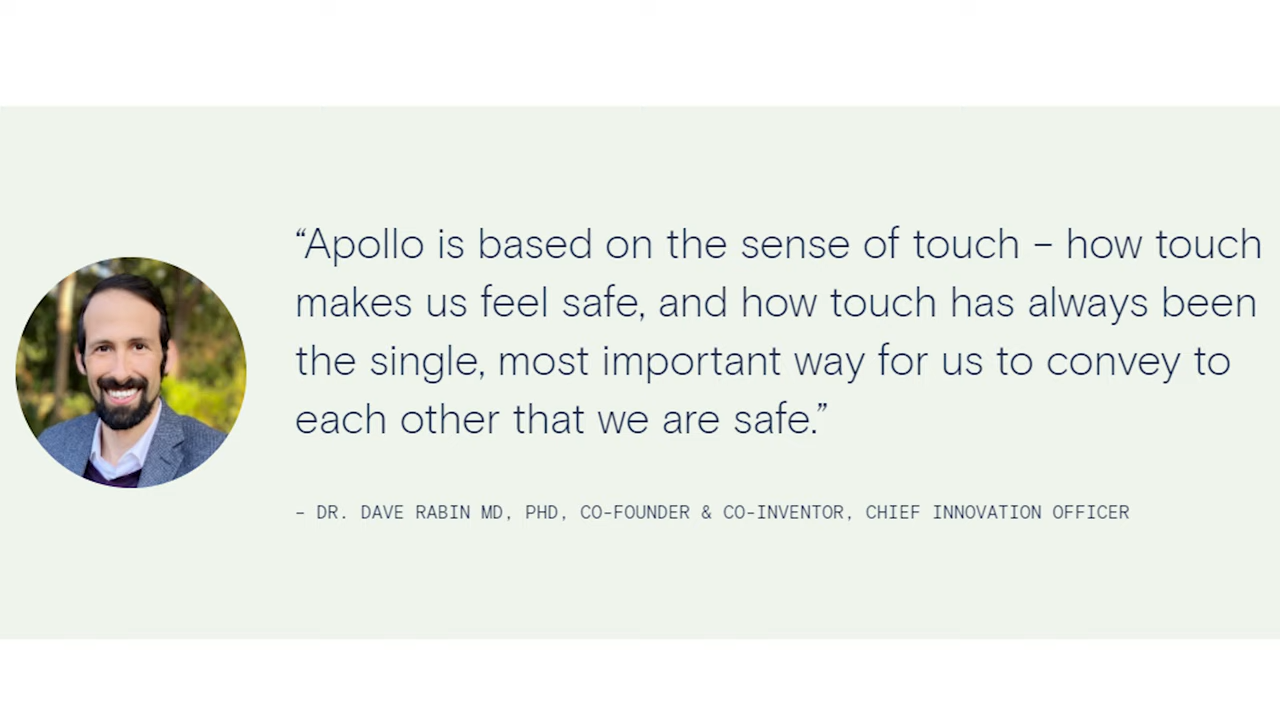 “Apollo is based on the sense of touch – how touch
makes us feel safe, and how touch has always been
the single, most important way for us to convey to
each other that we are safe.”
– DR. DAVE RABIN MD, PHD, CO-FOUNDER & CO-INVENTOR, CHIEF INNOVATION OFFICER